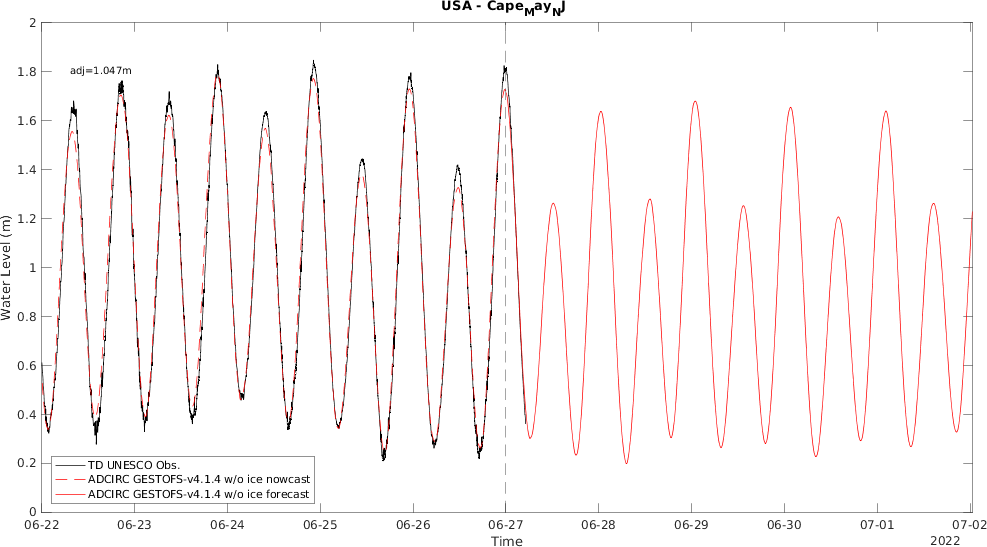 USA - Cape_May_NJ
2
1.8
1.6
1.4
1.2
1
0.8
0.6
0.4
0.2
0
Water Level (m)
adj=1.047m
TD UNESCO Obs.
ADCIRC GESTOFS-v4.1.4 w/o ice nowcast
ADCIRC GESTOFS-v4.1.4 w/o ice forecast
06-22 06-23 06-24 06-25 06-26 06-27 06-28 06-29 06-30 07-01 07-02
Time
2022